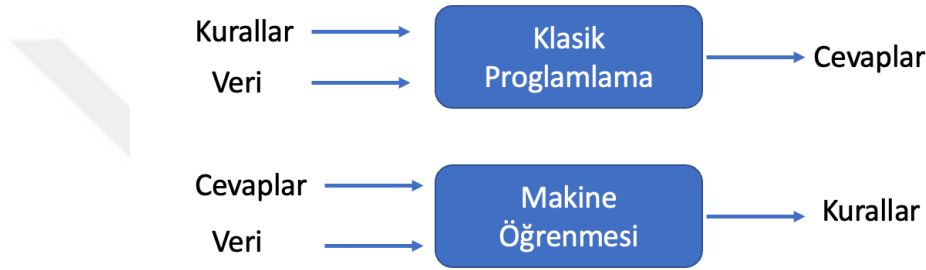 Kurallar
Veri
Klasik
Proglamlama
Cevaplar
Cevaplar
Veri
Makine
Öğrenmesi
Kurallar